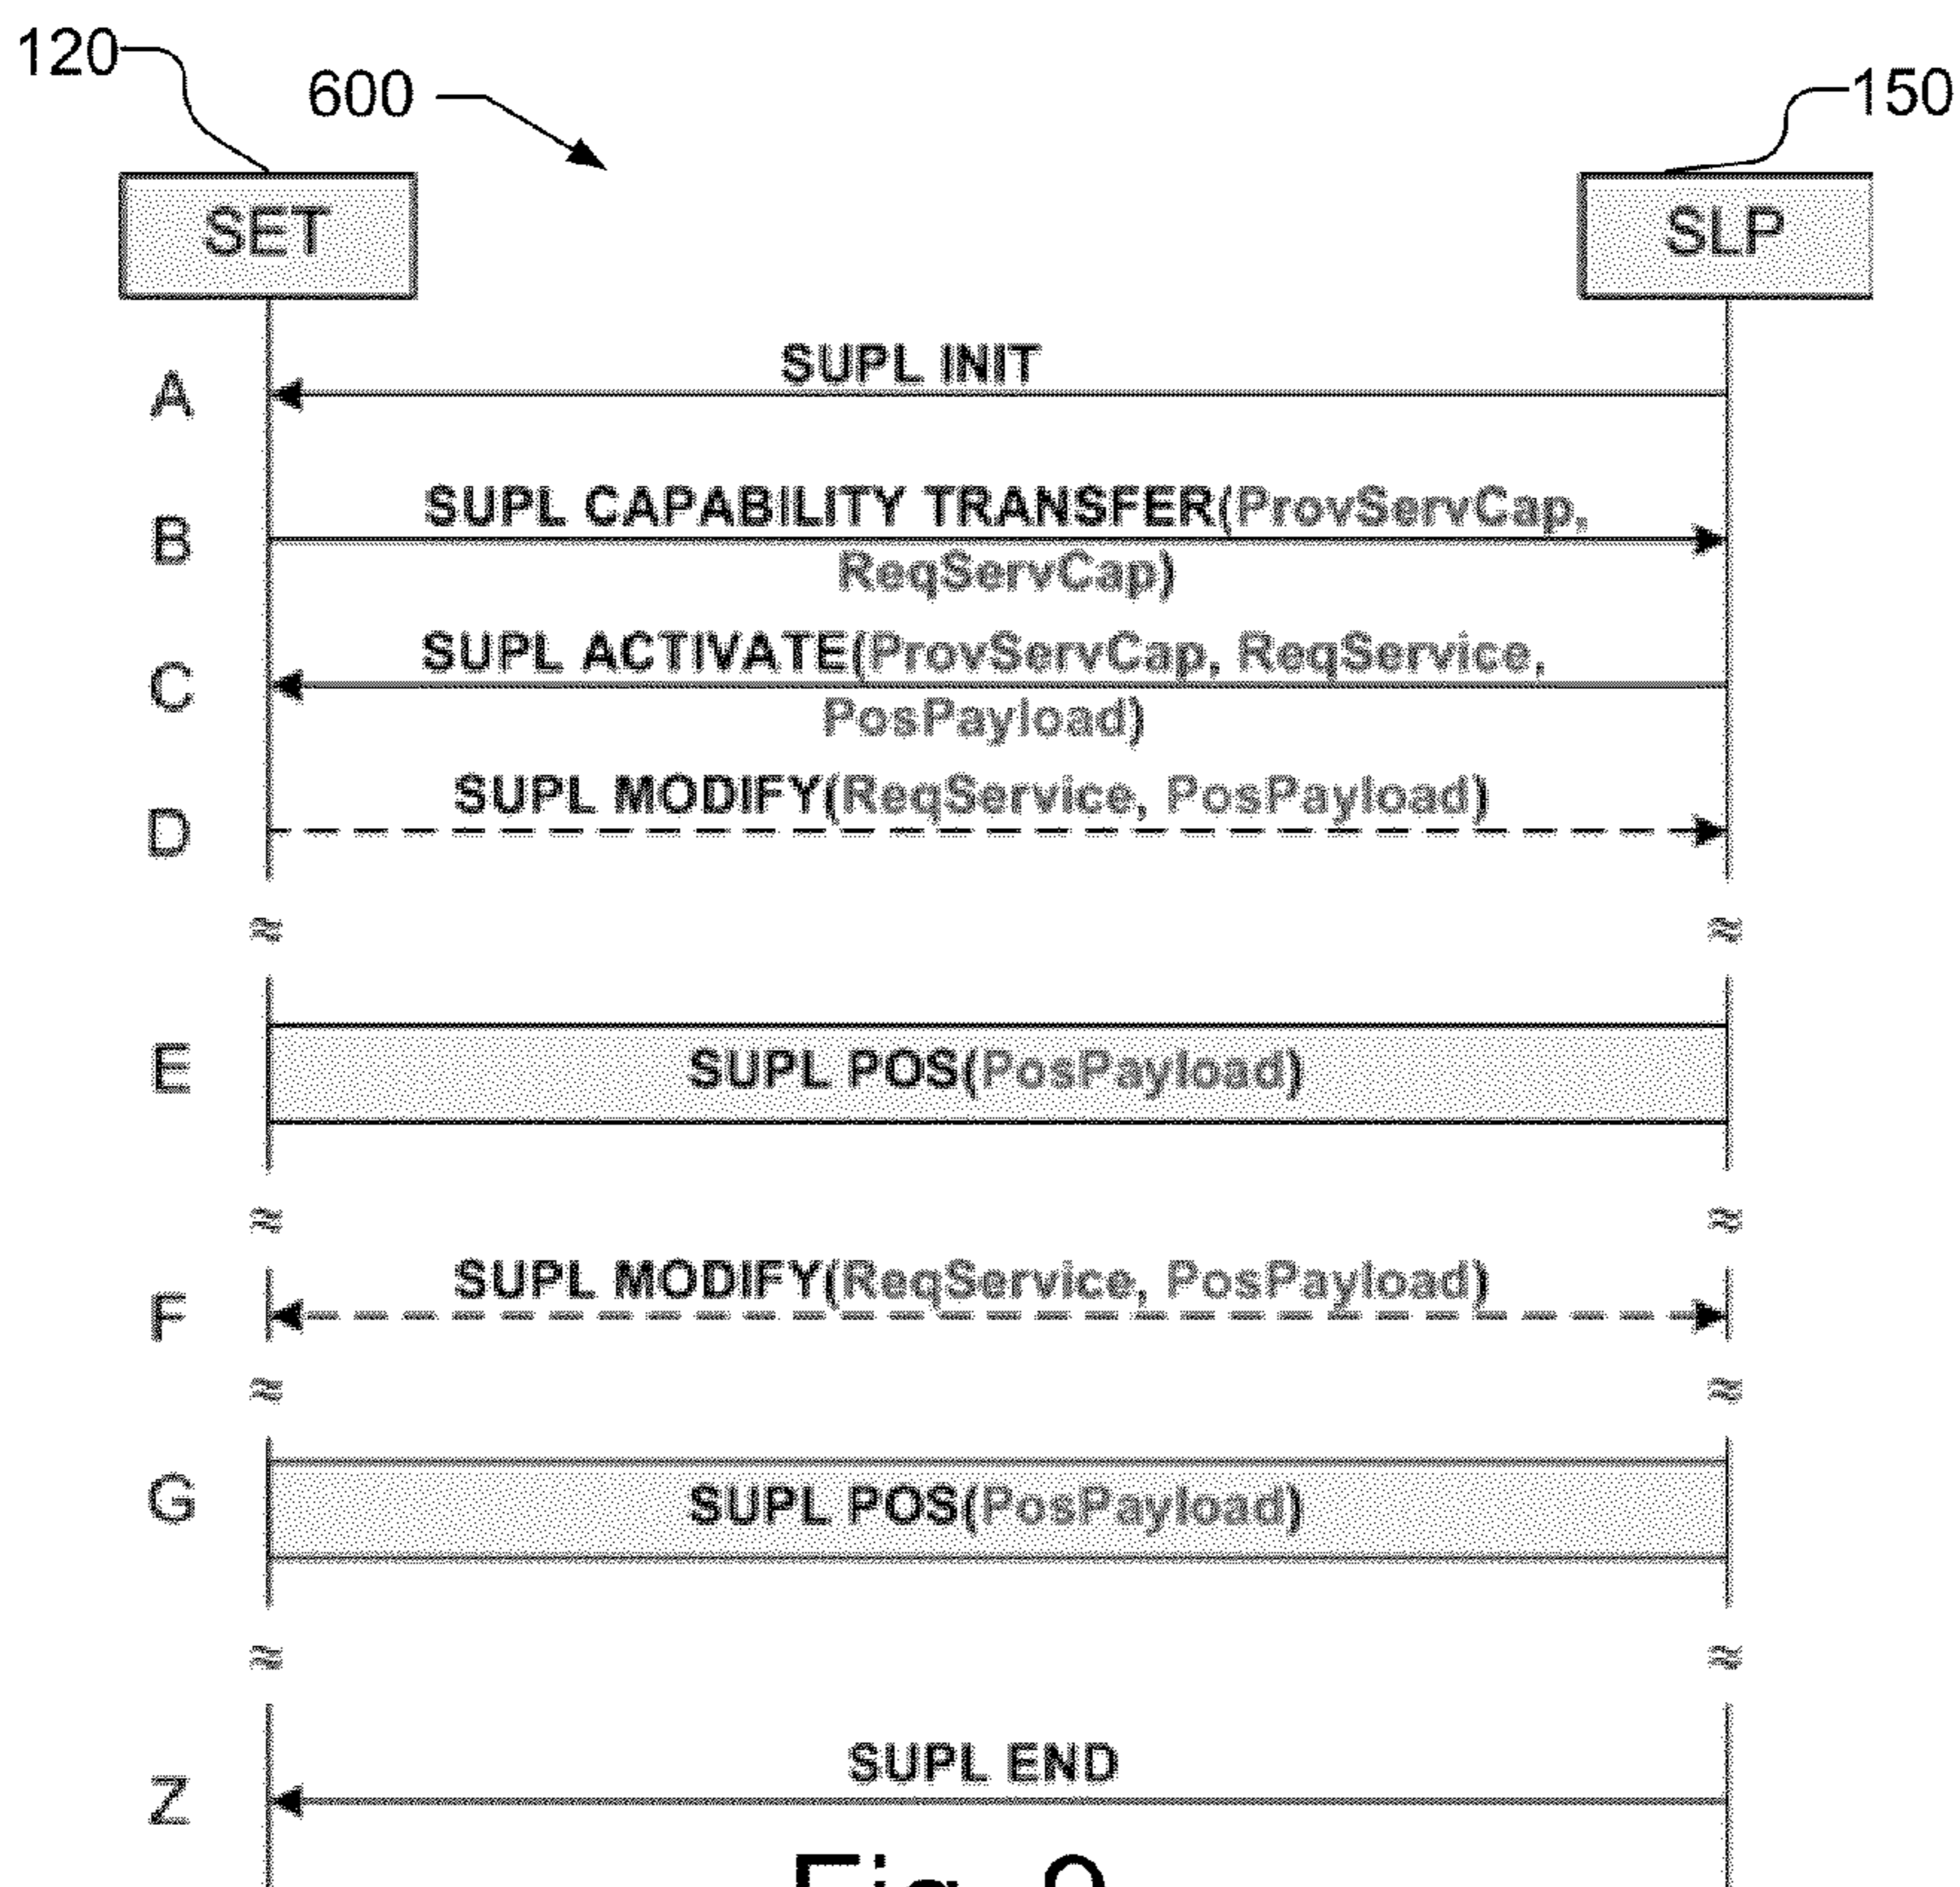 120
600
150
SET
SLP
SUPL INIT
A
SUPL CAPABILITY TRANSFER(ProvServCap,
B
ReqServCap)
SUPL ACTIVATE(ProvServCap, ReqService,
C
PosPayload)
SUPL MODIFY(ReqService, PosPayload)
D
≈ ≈
E
SUPL POS(PosPayload)
≈ ≈
SUPL MODIFY(ReqService, PosPayload)
F
≈ ≈
G
SUPL POS(PosPayload)
≈ ≈
SUPL END
Z
Fig.